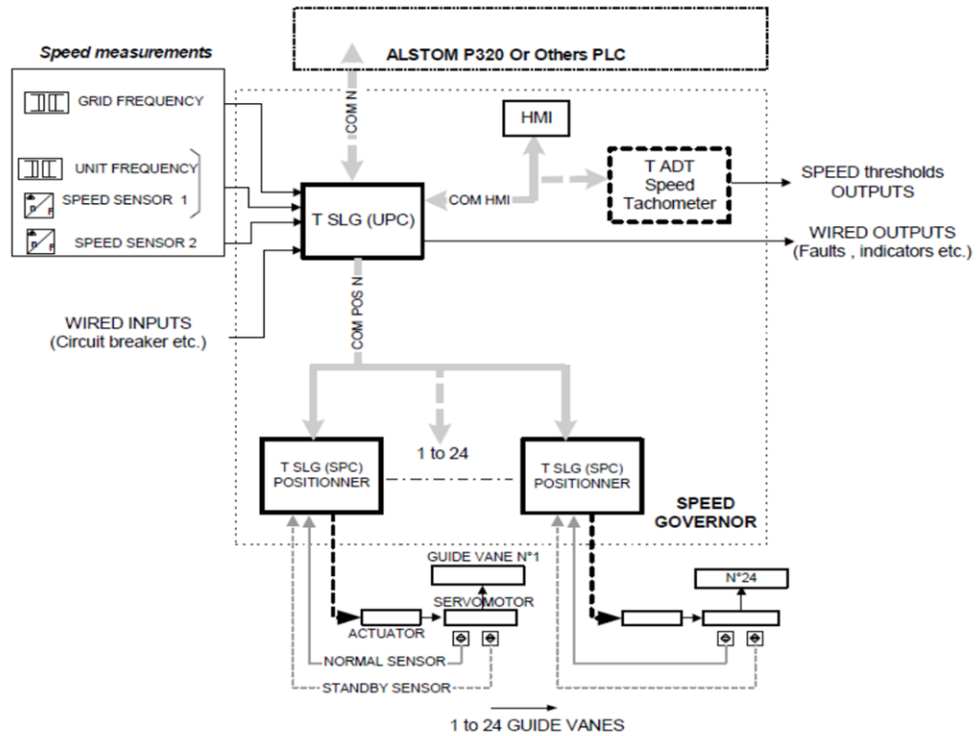 Speed measurements
ALSTOM P320 Or Others PLC
GRID FREQUENCY
UNIT FREQUENCY
SPEED SENSOR 1
SPEED SENSOR 2
COM N
HMI
COM HMI
T ADT
Speed
Tachometer
SPEED thresholds
OUTPUTS
T SLG (UPC)
WIRED OUTPUTS
(Faults , indicators etc.)
WIRED INPUTS
(Circuit breaker etc.)
COM POS N
1 to 24
T SLG (SPC)
POSITIONNER
T SLG (SPC)
POSITIONNER
SPEED
GOVERNOR
GUIDE VANE N°1
N°24
SERVOMOTOR
ACTUATOR
NORMAL SENSOR
STANDBY SENSOR
1 to 24 GUIDE VANES